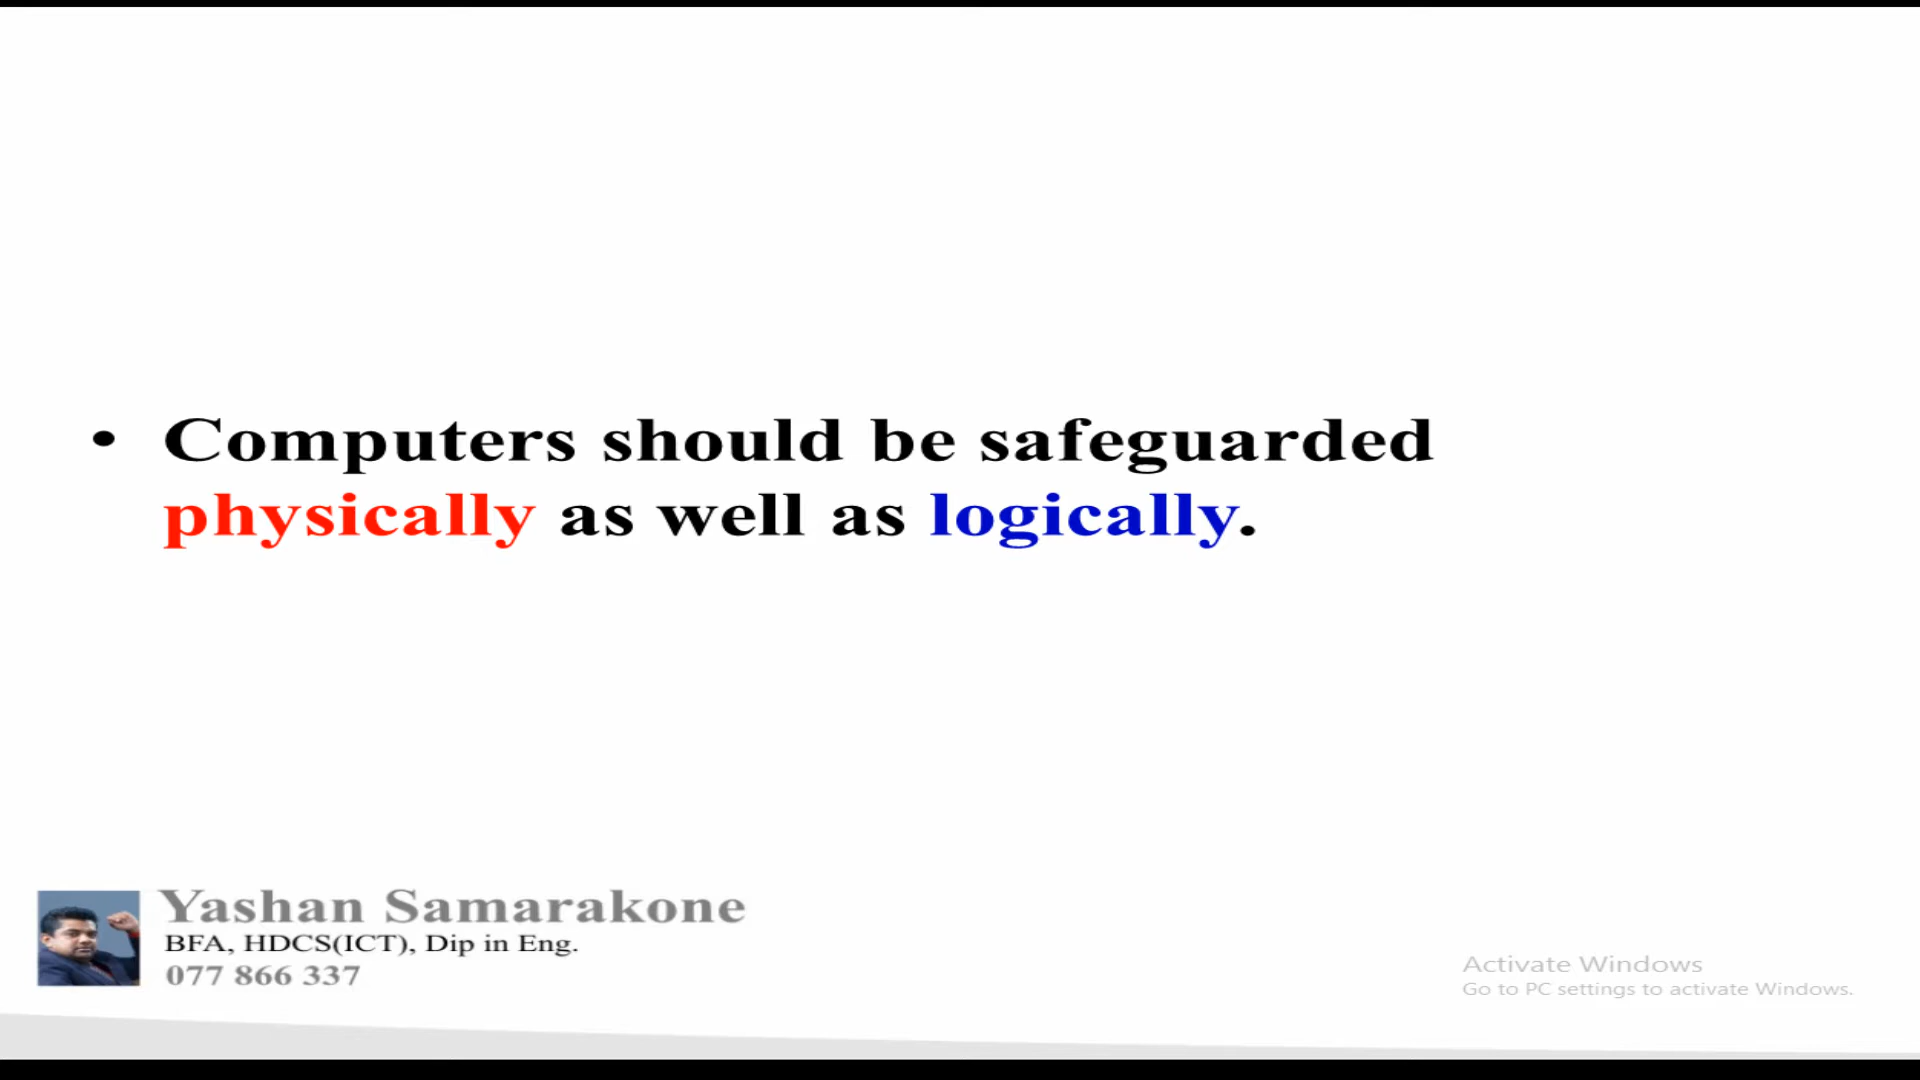 • Computers should be safeguarded
physically as well as logically.
Yashan Samarakone
BFA, HDCS(ICT), Dip in Eng.
077 866 337
Activate Windows
Go to PC settings to activate Windows.